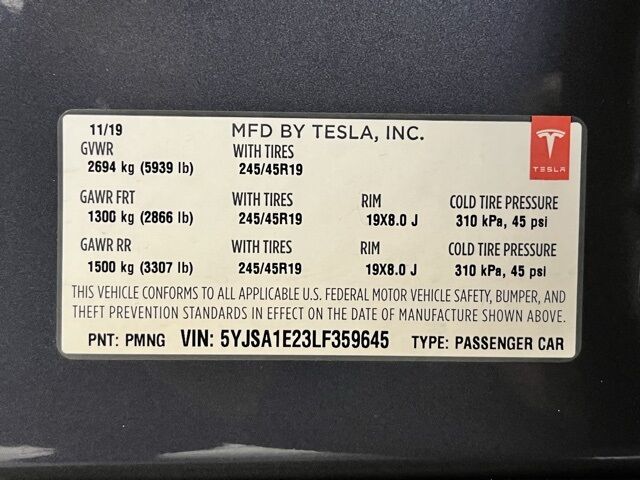 11/19 MFD BY TESLA, INC.
GVWR WITH TIRES
2694 kg (5939 lb) 245/45R19
TESLA
GAWR FRT WITH TIRES RIM COLD TIRE PRESSURE
1300 kg (2866 lb) 245/45R19 19X8.0 J 310 kPa, 45 psi
GAWR RR WITH TIRES RIM COLD TIRE PRESSURE
1500 kg (3307 lb) 245/45R19 19X8.0 J 310 kPa, 45 psi
THIS VEHICLE CONFORMS TO ALL APPLICABLE U.S. FEDERAL MOTOR VEHICLE SAFETY, BUMPER, AND
THEFT PREVENTION STANDARDS IN EFFECT ON THE DATE OF MANUFACTURE SHOWN ABOVE.
PNT: PMNG VIN: 5YJSA1E23LF359645 TYPE: PASSENGER CAR